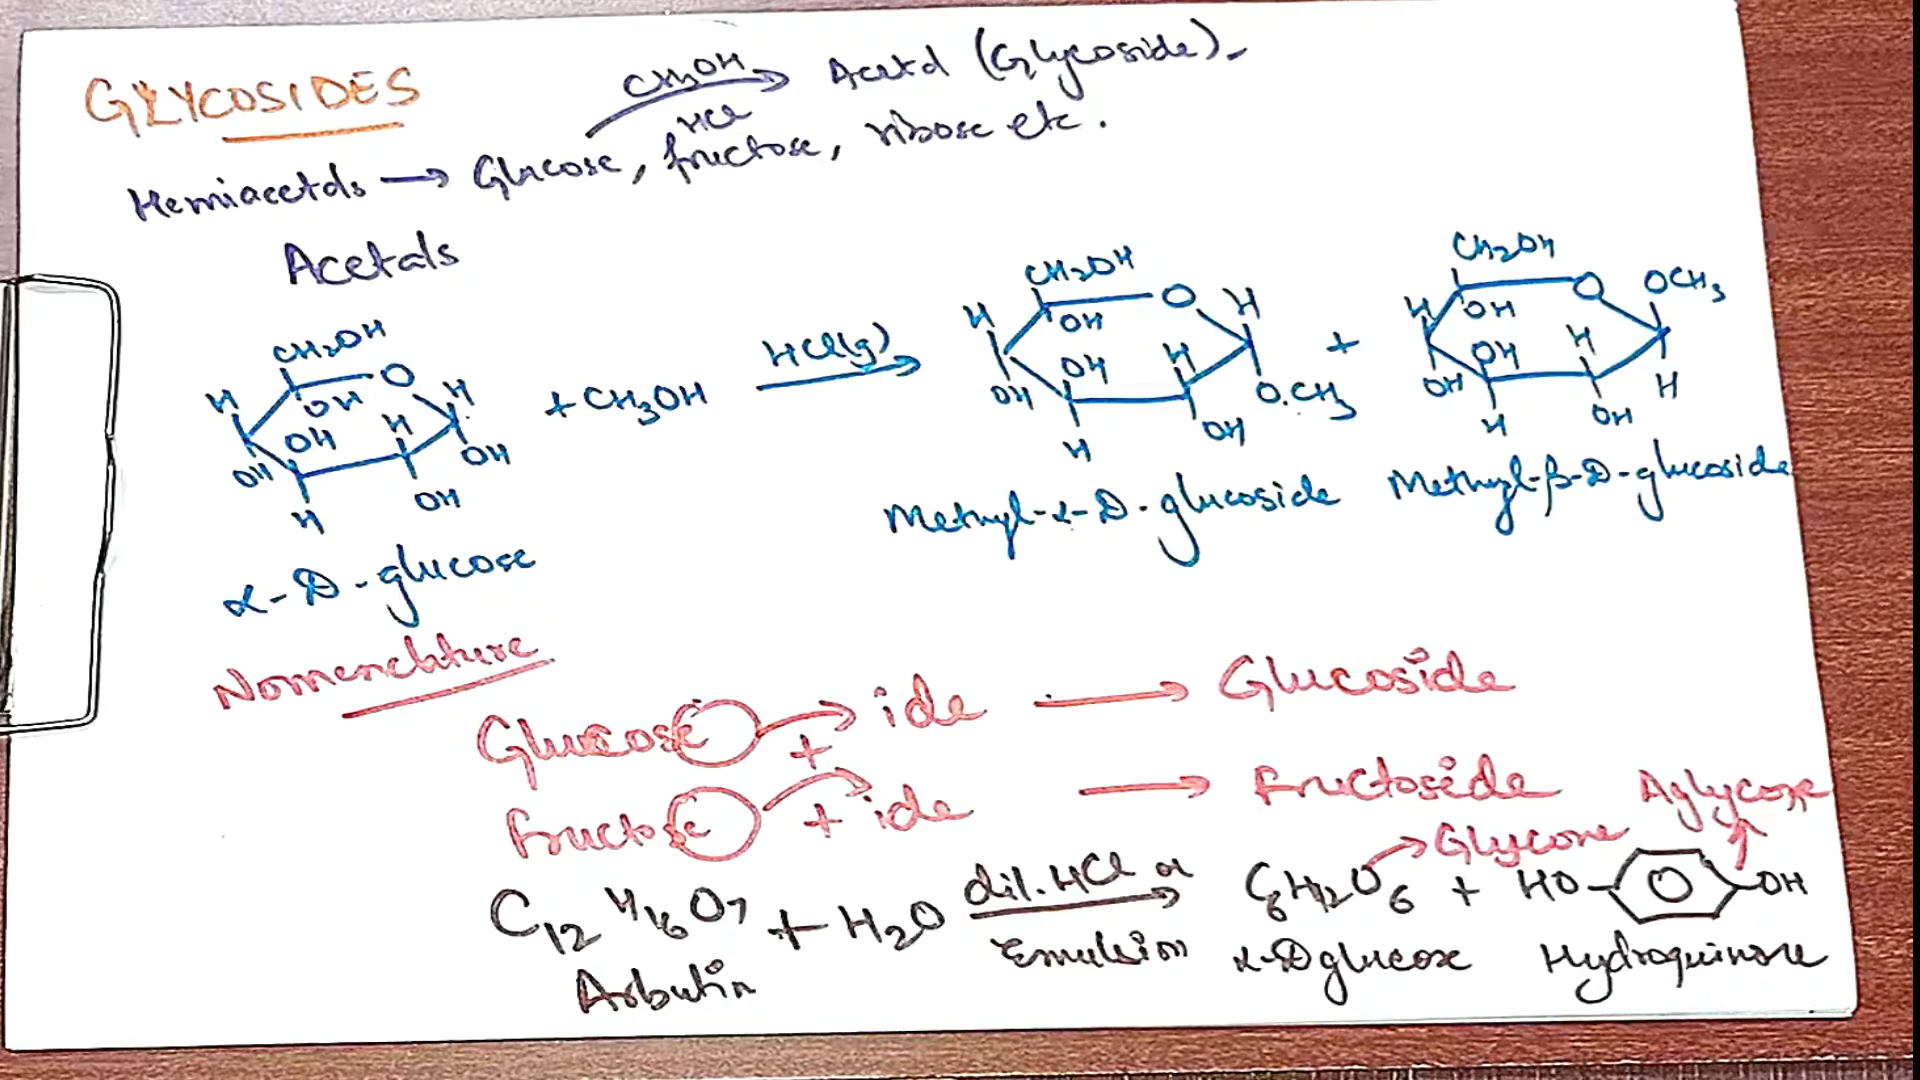 GLYCOSIDES
CH3OH
HCl
Acetal (Glycoside).
Hemiacetals → Glucose, fructose, ribose etc.
Acetals
CH2OH
O
H
H
OH
OH
H
OH
OH
OH
H
α-D-glucose
+ CH3OH
HCl(g)
CH2OH
O
H
H
OH
OH
H
OH
O.CH3
OH
H
Methyl-α-D-glucoside
+
CH2OH
O
OCH3
H
OH
OH
H
OH
H
OH
H
Methyl-β-D-glucoside
Nomenclature
Glucose + ide → Glucoside
Fructose + ide → Fructoside
Glycone
Aglycone
C12H16O7 + H2O dil. HCl or Emulsion C6H12O6 + HO OH
Arbutin α-D glucose Hydroquinone